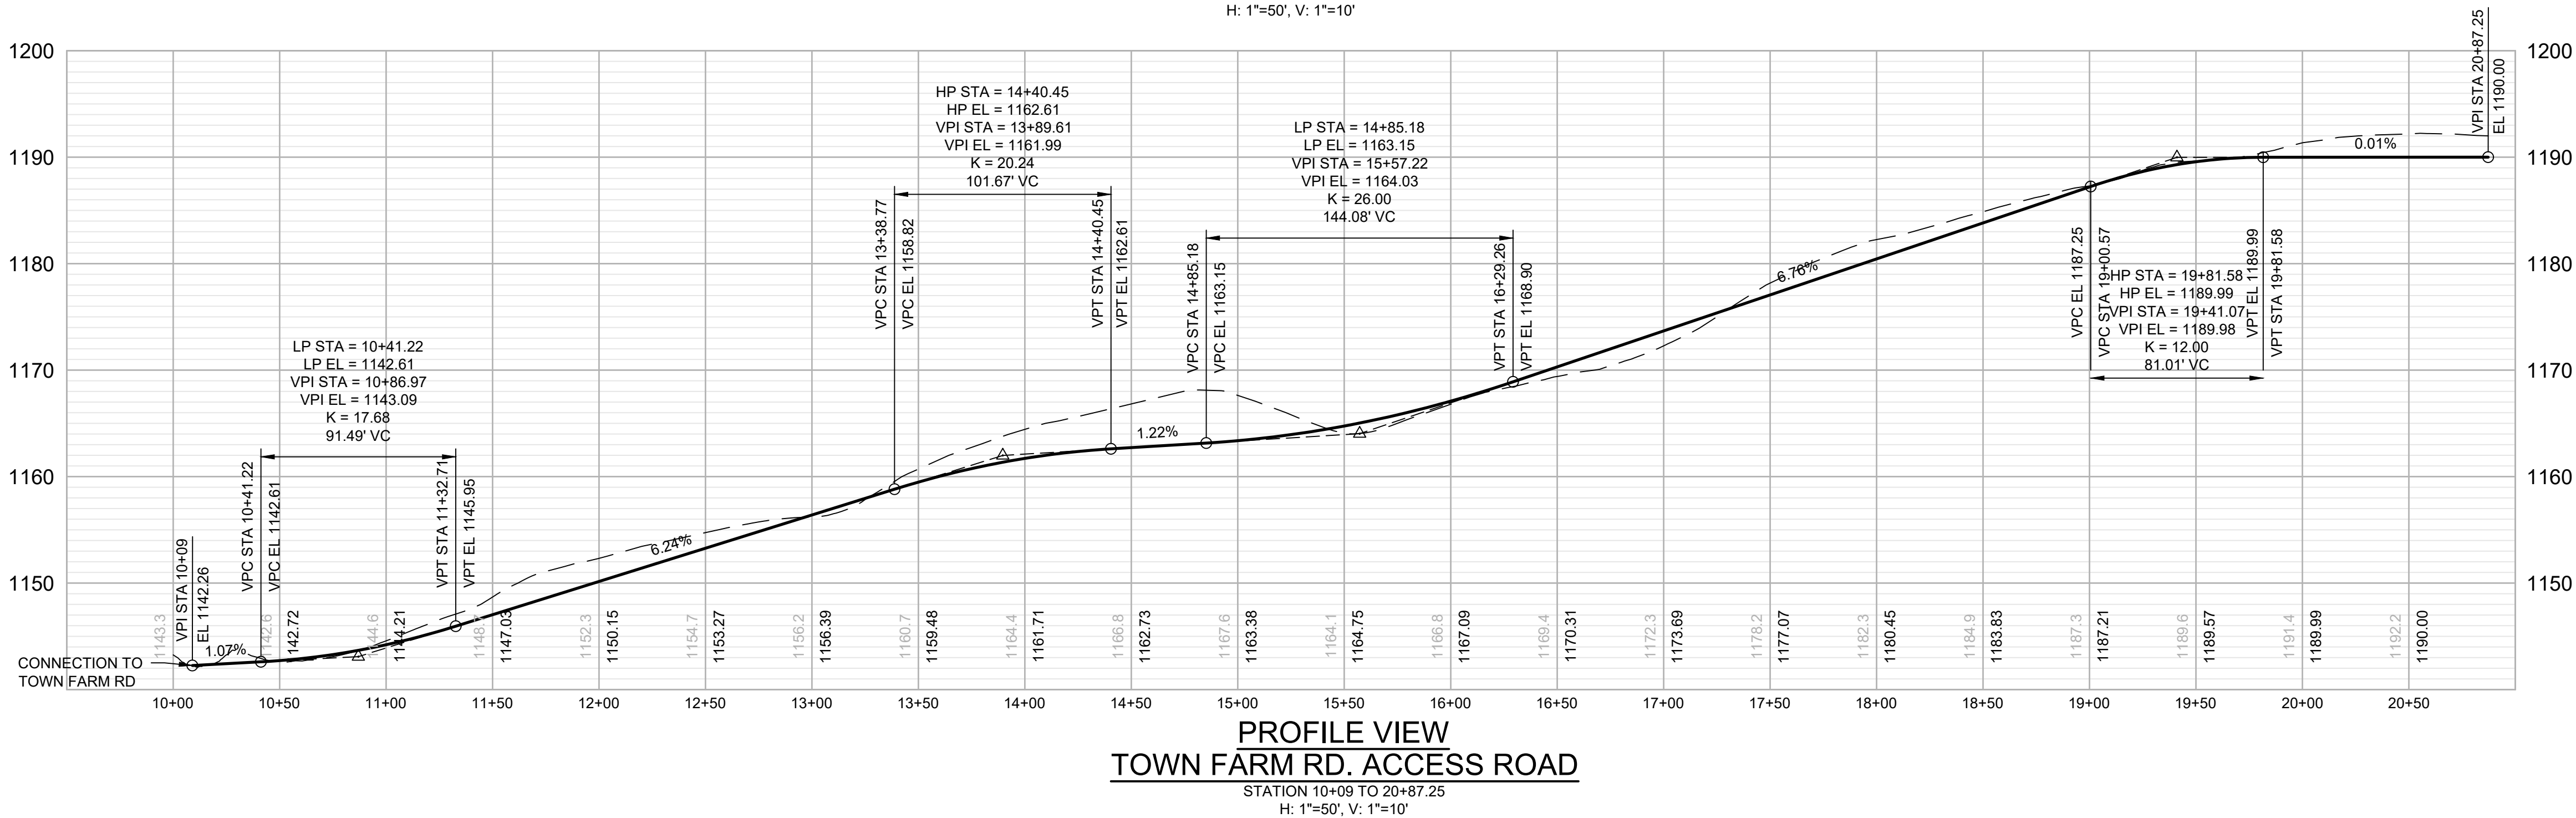 H: 1"=50', V: 1"=10'
1200
1200
1190
1190
1180
1180
1170
1170
1160
1160
1150
1150
VPI STA 10+09
EL 1142.26
1.07%
CONNECTION TO
TOWN FARM RD
VPC STA 10+41.22
VPC EL 1142.61
LP STA = 10+41.22
LP EL = 1142.61
VPI STA = 10+86.97
VPI EL = 1143.09
K = 17.68
91.49' VC
VPT STA 11+32.71
VPT EL 1145.95
6.24%
VPC STA 13+38.77
VPC EL 1158.82
HP STA = 14+40.45
HP EL = 1162.61
VPI STA = 13+89.61
VPI EL = 1161.99
K = 20.24
101.67' VC
VPT STA 14+40.45
VPT EL 1162.61
1.22%
VPC STA 14+85.18
VPC EL 1163.15
LP STA = 14+85.18
LP EL = 1163.15
VPI STA = 15+57.22
VPI EL = 1164.03
K = 26.00
144.08' VC
VPT STA 16+29.26
VPT EL 1168.90
6.76%
VPC EL 1187.25
VPC STA 19+00.57
HP STA = 19+81.58
HP EL = 1189.99
VPI STA = 19+41.07
VPI EL = 1189.98
K = 12.00
81.01' VC
VPT EL 1189.99
VPT STA 19+81.58
0.01%
VPI STA 20+87.25
EL 1190.00
1143.3
1142.6
1142.72
1144.6
1144.21
1147.03
1152.3
1150.15
1154.7
1153.27
1156.2
1156.39
1160.7
1159.48
1164.4
1161.71
1166.8
1162.73
1167.6
1163.38
1164.1
1164.75
1166.8
1167.09
1169.4
1170.31
1172.3
1173.69
1178.2
1177.07
1182.3
1180.45
1184.9
1183.83
1187.3
1187.21
1189.6
1189.57
1191.4
1189.99
1192.2
1190.00
10+00
10+50
11+00
11+50
12+00
12+50
13+00
13+50
14+00
14+50
15+00
15+50
16+00
16+50
17+00
17+50
18+00
18+50
19+00
19+50
20+00
20+50
PROFILE VIEW
TOWN FARM RD. ACCESS ROAD
STATION 10+09 TO 20+87.25
H: 1"=50', V: 1"=10'